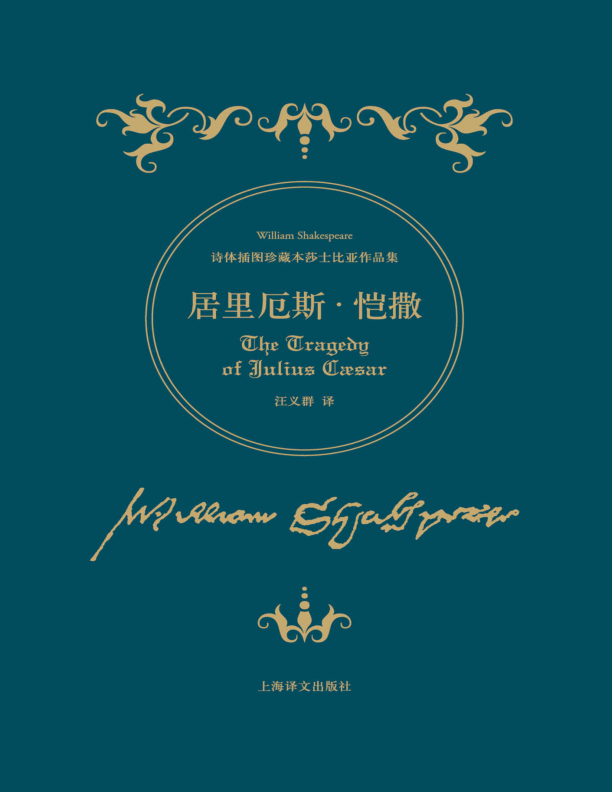 William Shakespeare
诗体插图珍藏本莎士比亚作品集
居里厄斯·恺撒
The Tragedy
of Julius Cæsar
汪义群 译
William Shakspeare
上海译文出版社